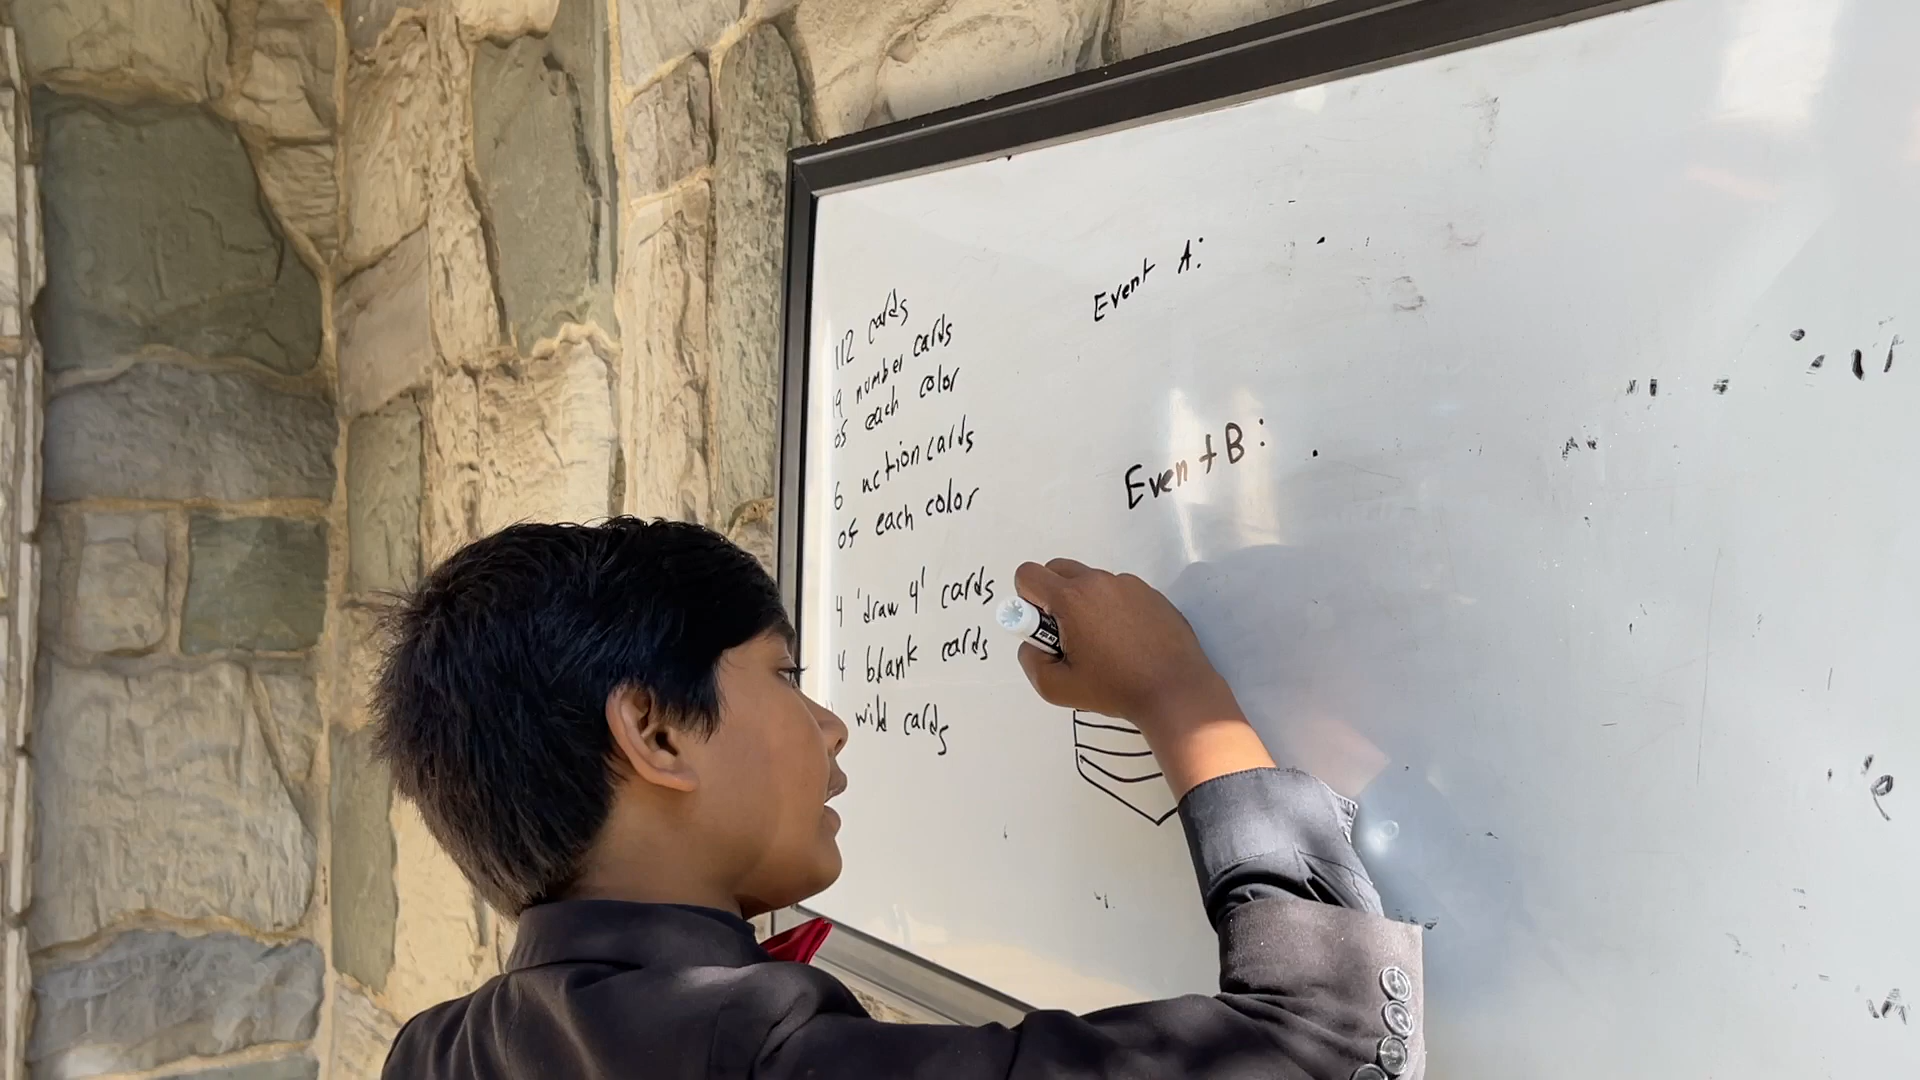 112 cards
19 number cards
of each color
6 action cards
of each color
4 'draw 4' cards
4 blank cards
wild cards
Event A:
Event B: